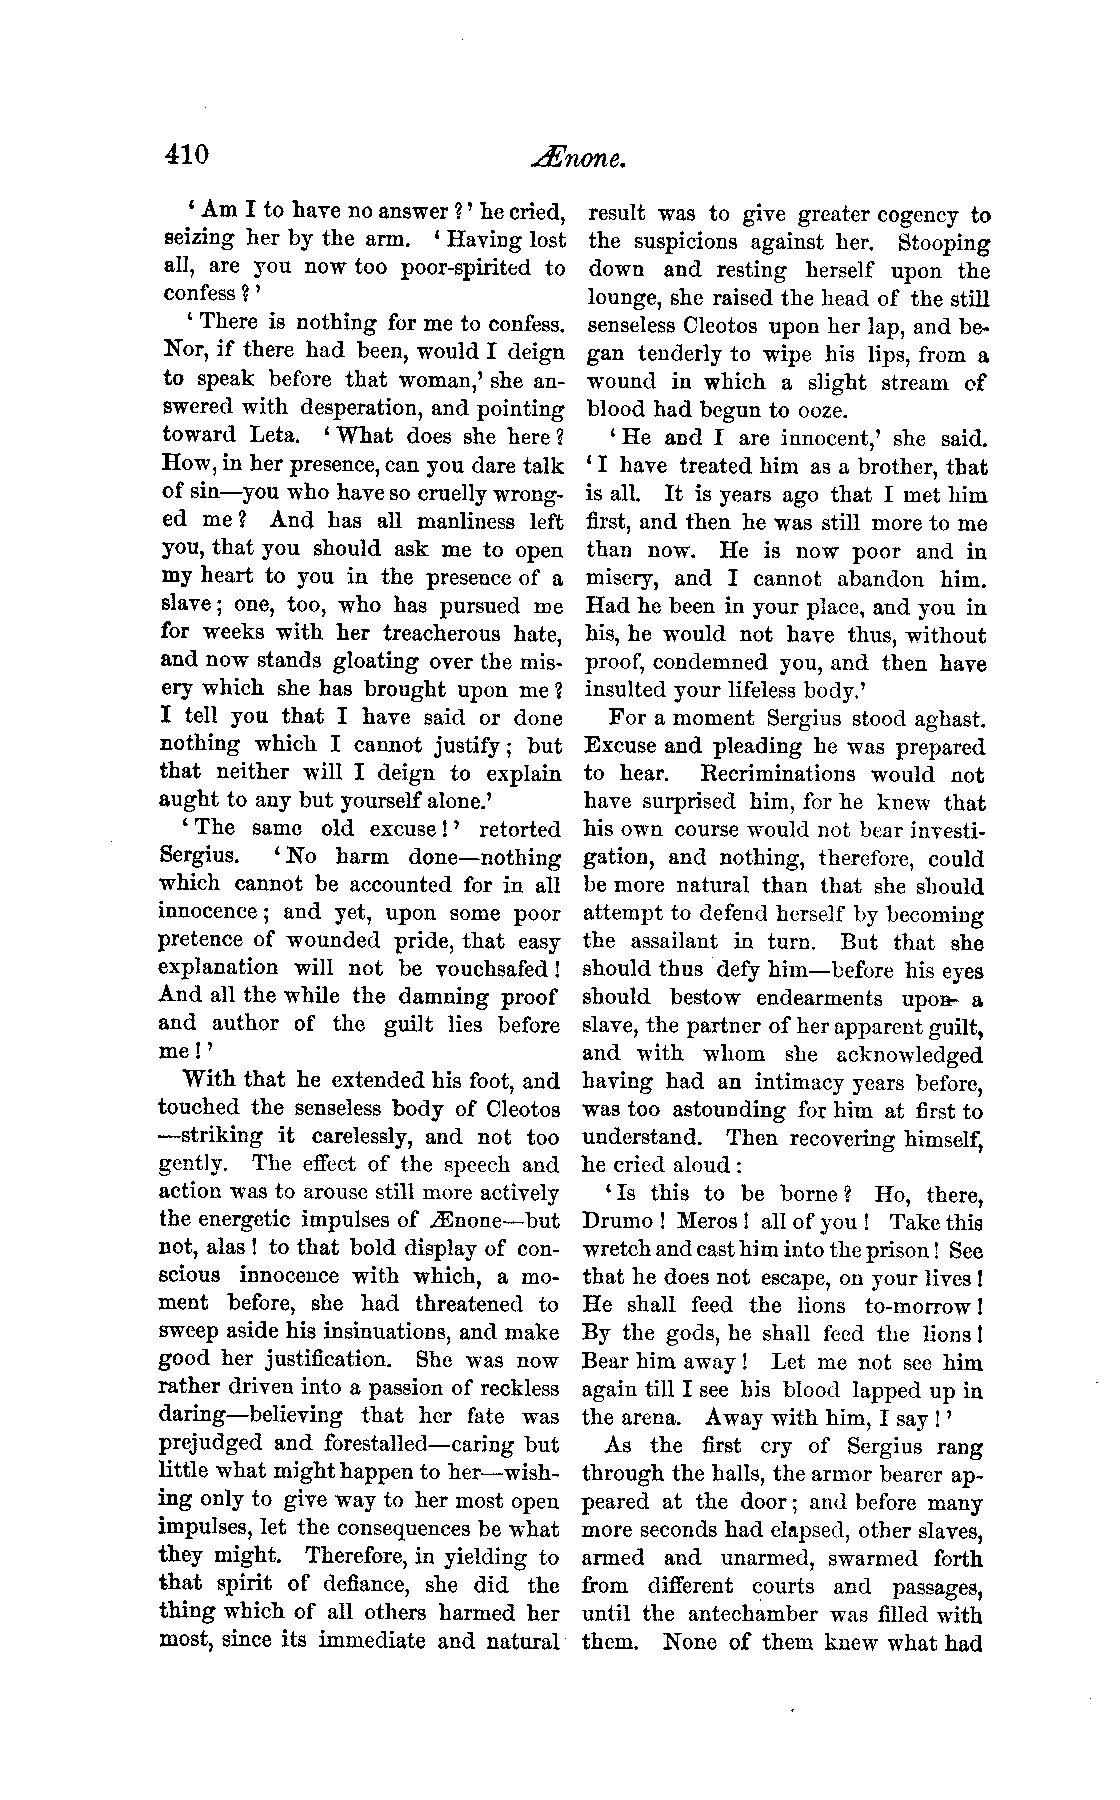 410
Ænone.
‘Am I to have no answer?’ he cried,
seizing her by the arm. ‘Having lost
all, are you now too poor-spirited to
confess?’
‘There is nothing for me to confess.
Nor, if there had been, would I deign
to speak before that woman,’ she an-
swered with desperation, and pointing
toward Leta. ‘What does she here?
How, in her presence, can you dare talk
of sin—you who have so cruelly wrong-
ed me? And has all manliness left
you, that you should ask me to open
my heart to you in the presence of a
slave; one, too, who has pursued me
for weeks with her treacherous hate,
and now stands gloating over the mis-
ery which she has brought upon me?
I tell you that I have said or done
nothing which I cannot justify; but
that neither will I deign to explain
aught to any but yourself alone.’
‘The same old excuse!’ retorted
Sergius. ‘No harm done—nothing
which cannot be accounted for in all
innocence; and yet, upon some poor
pretence of wounded pride, that easy
explanation will not be vouchsafed!
And all the while the damning proof
and author of the guilt lies before
me!’
With that he extended his foot, and
touched the senseless body of Cleotos
—striking it carelessly, and not too
gently. The effect of the speech and
action was to arouse still more actively
the energetic impulses of Ænone—but
not, alas! to that bold display of con-
scious innocence with which, a mo-
ment before, she had threatened to
sweep aside his insinuations, and make
good her justification. She was now
rather driven into a passion of reckless
daring—believing that her fate was
prejudged and forestalled—caring but
little what might happen to her—wish-
ing only to give way to her most open
impulses, let the consequences be what
they might. Therefore, in yielding to
that spirit of defiance, she did the
thing which of all others harmed her
most, since its immediate and natural
result was to give greater cogency to
the suspicions against her. Stooping
down and resting herself upon the
lounge, she raised the head of the still
senseless Cleotos upon her lap, and be-
gan tenderly to wipe his lips, from a
wound in which a slight stream of
blood had begun to ooze.
‘He and I are innocent,’ she said.
‘I have treated him as a brother, that
is all. It is years ago that I met him
first, and then he was still more to me
than now. He is now poor and in
misery, and I cannot abandon him.
Had he been in your place, and you in
his, he would not have thus, without
proof, condemned you, and then have
insulted your lifeless body.’
For a moment Sergius stood aghast.
Excuse and pleading he was prepared
to hear. Recriminations would not
have surprised him, for he knew that
his own course would not bear investi-
gation, and nothing, therefore, could
be more natural than that she should
attempt to defend herself by becoming
the assailant in turn. But that she
should thus defy him—before his eyes
should bestow endearments upon a
slave, the partner of her apparent guilt,
and with whom she acknowledged
having had an intimacy years before,
was too astounding for him at first to
understand. Then recovering himself,
he cried aloud:
‘Is this to be borne? Ho, there,
Drumo! Meros! all of you! Take this
wretch and cast him into the prison! See
that he does not escape, on your lives!
He shall feed the lions to-morrow!
By the gods, he shall feed the lions!
Bear him away! Let me not see him
again till I see his blood lapped up in
the arena. Away with him, I say!’
As the first cry of Sergius rang
through the halls, the armor bearer ap-
peared at the door; and before many
more seconds had elapsed, other slaves,
armed and unarmed, swarmed forth
from different courts and passages,
until the antechamber was filled with
them. None of them knew what had